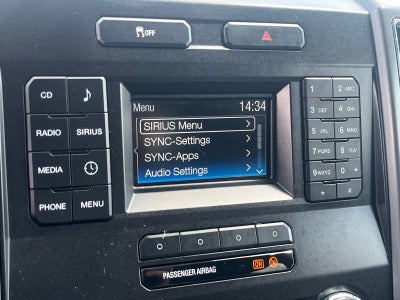 OFF
CD
RADIO
SIRIUS
MEDIA
PHONE
MENU
Menu 14:34
SIRIUS Menu
SYNC-Settings
SYNC-Apps
Audio Settings
1
2 ABC
3 DEF
4 GHI
5 JKL
6 MNO
7 PQRS
8 TUV
9 WXYZ
0 +
*
#
PASSENGER AIRBAG ON